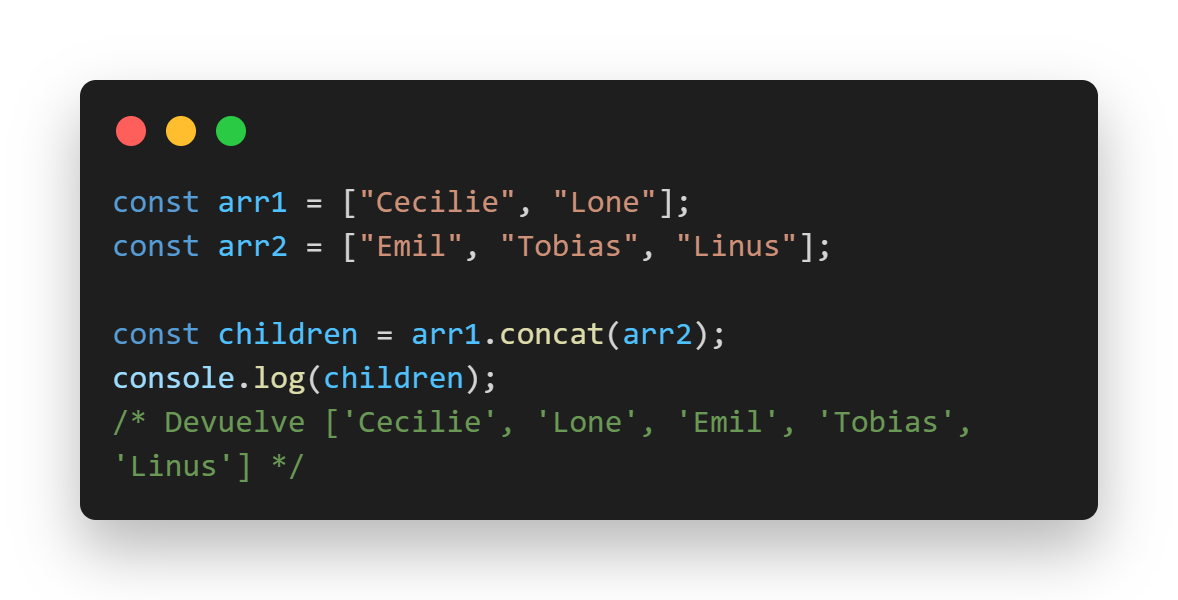 const arr1 = ["Cecilie", "Lone"];
const arr2 = ["Emil", "Tobias", "Linus"];
const children = arr1.concat(arr2);
console.log(children);
/* Devuelve ['Cecilie', 'Lone', 'Emil', 'Tobias',
'Linus'] */